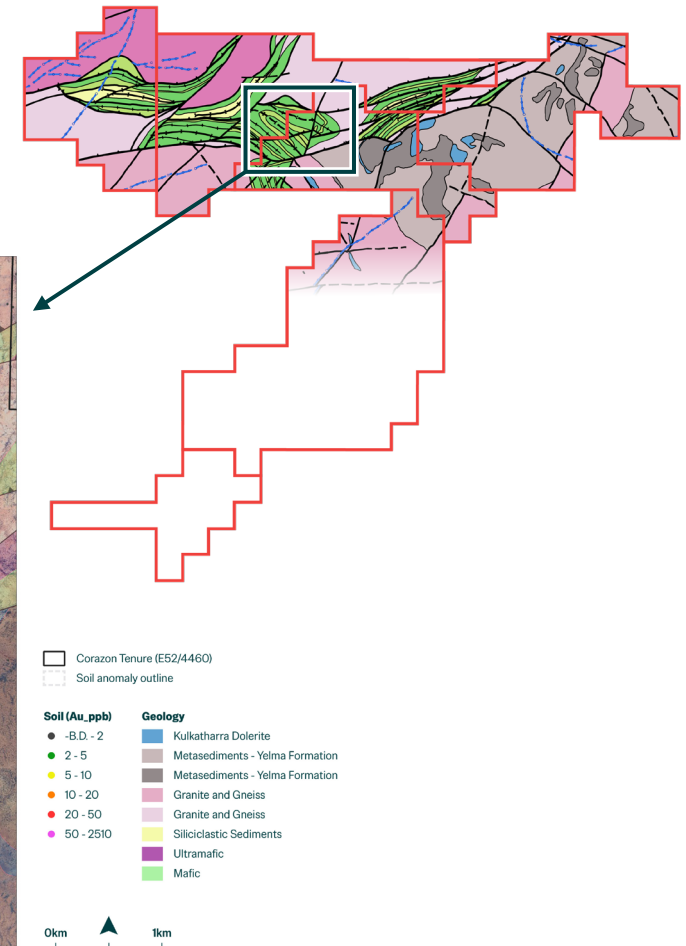 Corazon Tenure (E52/4460)
Soil anomaly outline
Soil (Au_ppb)
-B.D. - 2
2 - 5
5 - 10
10 - 20
20 - 50
50 - 2510
Geology
Kulkatharra Dolerite
Metasediments - Yelma Formation
Metasediments - Yelma Formation
Granite and Gneiss
Granite and Gneiss
Siliciclastic Sediments
Ultramafic
Mafic
0km 1km